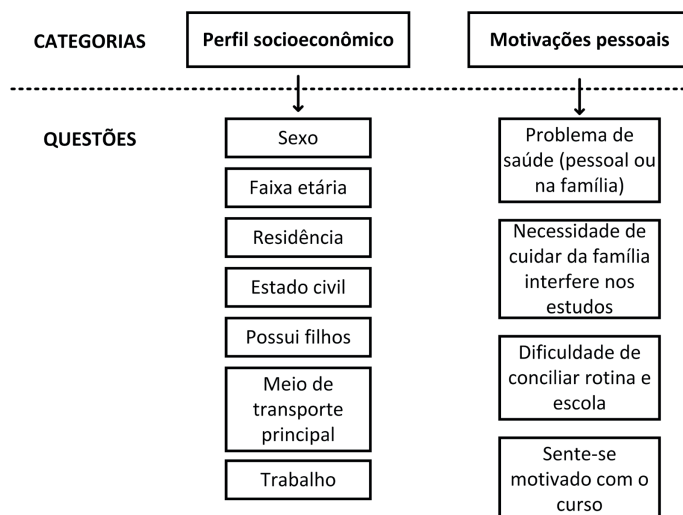 CATEGORIAS
Perfil socioeconômico
Motivações pessoais
QUESTÕES
Sexo
Faixa etária
Residência
Estado civil
Possui filhos
Meio de
transporte
principal
Trabalho
Problema de
saúde (pessoal ou
na família)
Necessidade de
cuidar da família
interfere nos
estudos
Dificuldade de
conciliar rotina e
escola
Sente-se
motivado com o
curso